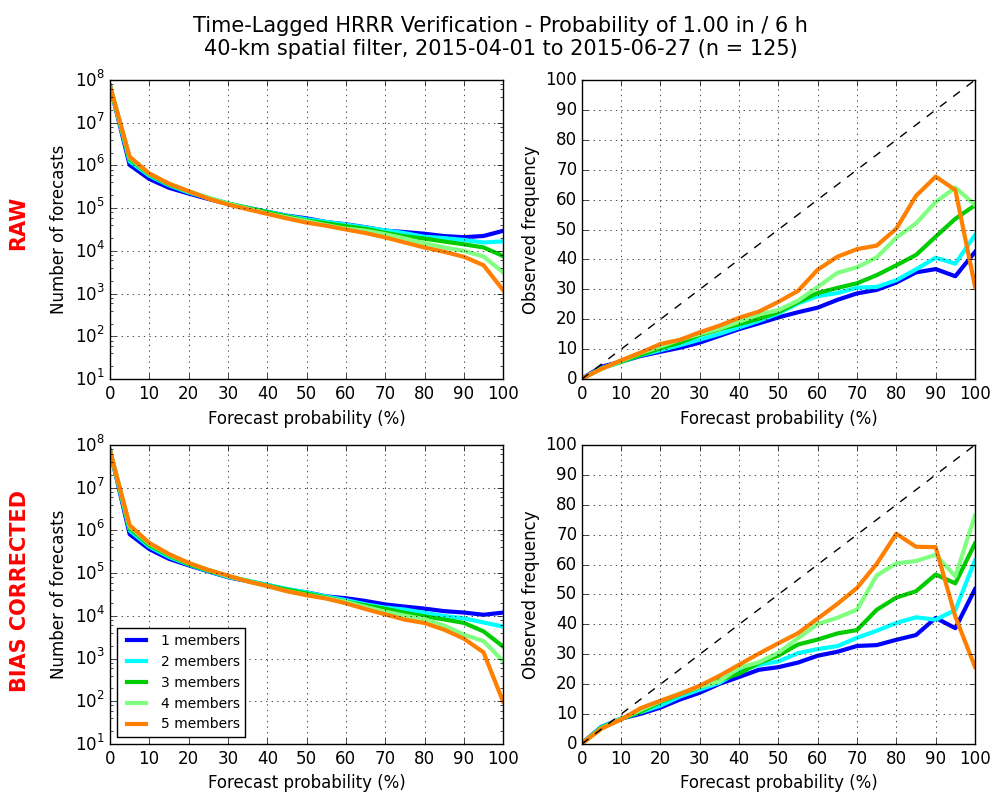 Time-Lagged HRRR Verification - Probability of 1.00 in / 6 h
40-km spatial filter, 2015-04-01 to 2015-06-27 (n = 125)
RAW
Number of forecasts
10^8
10^7
10^6
10^5
10^4
10^3
10^2
10^1
0 10 20 30 40 50 60 70 80 90 100
Forecast probability (%)
Observed frequency
100
90
80
70
60
50
40
30
20
10
0
0 10 20 30 40 50 60 70 80 90 100
Forecast probability (%)
BIAS CORRECTED
Number of forecasts
10^8
10^7
10^6
10^5
10^4
10^3
10^2
10^1
1 members
2 members
3 members
4 members
5 members
0 10 20 30 40 50 60 70 80 90 100
Forecast probability (%)
Observed frequency
100
90
80
70
60
50
40
30
20
10
0
0 10 20 30 40 50 60 70 80 90 100
Forecast probability (%)